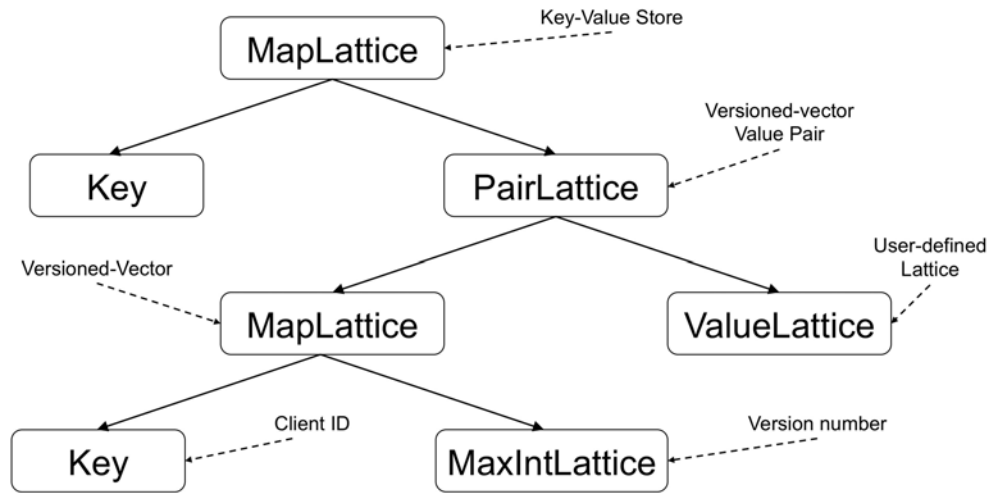 Key-Value Store
MapLattice
Versioned-vector
Value Pair
Key
PairLattice
User-defined
Lattice
Versioned-Vector
MapLattice
ValueLattice
Client ID
Version number
Key
MaxIntLattice